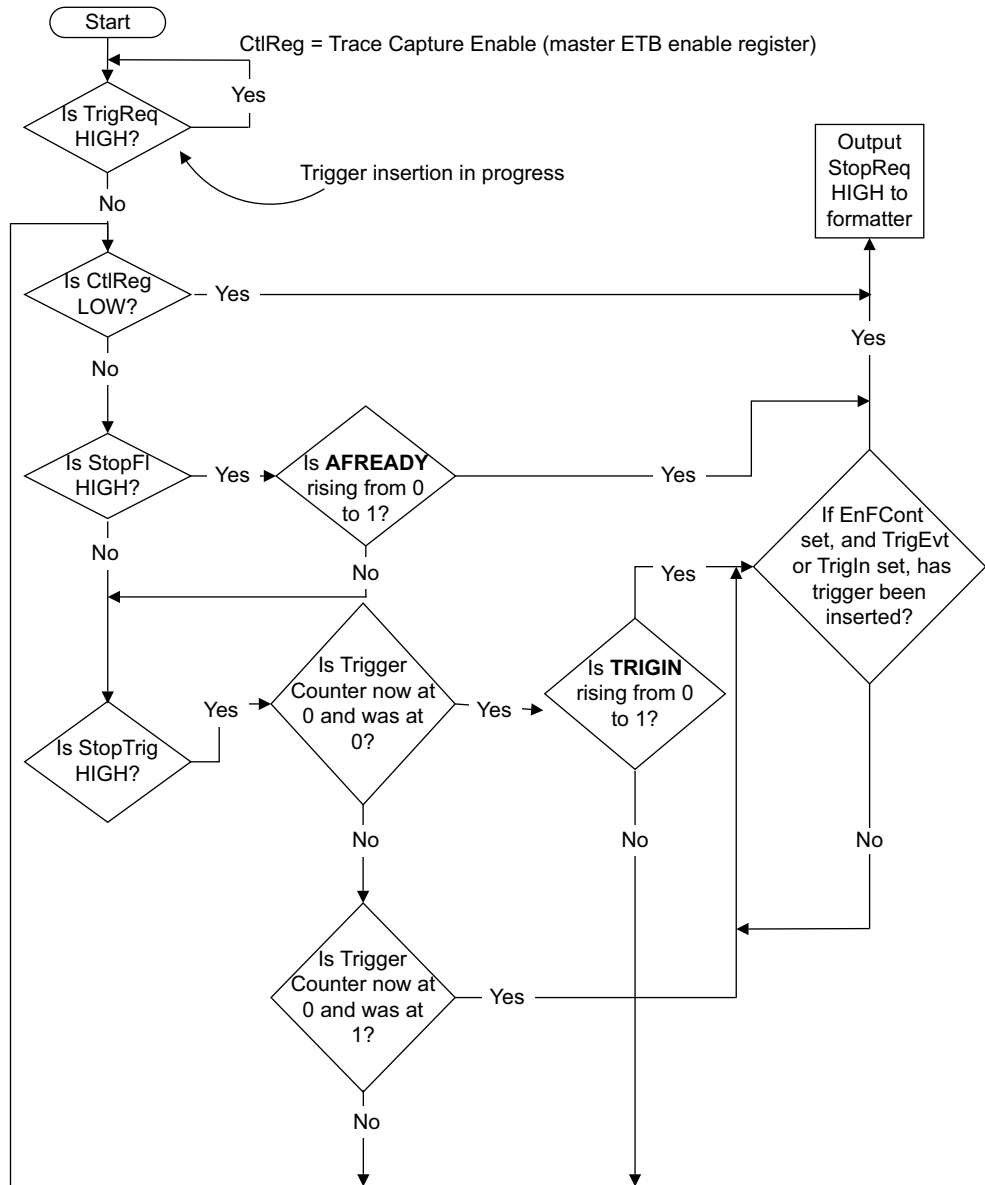 Start
CtlReg = Trace Capture Enable (master ETB enable register)
Yes
Is TrigReq
HIGH?
Output
StopReq
HIGH to
formatter
Trigger insertion in progress
No
Is CtlReg
LOW?
Yes
Yes
No
Is StopFl
HIGH?
Yes
Is AFREADY
rising from 0
to 1?
Yes
If EnFCont
set, and TrigEvt
or TrigIn set, has
trigger been
inserted?
No
No
Yes
Is Trigger
Counter now at
0 and was at
0?
Is TRIGIN
rising from 0
to 1?
Yes
Yes
Is StopTrig
HIGH?
No
No
No
Is Trigger
Counter now at
0 and was at
1?
Yes
No